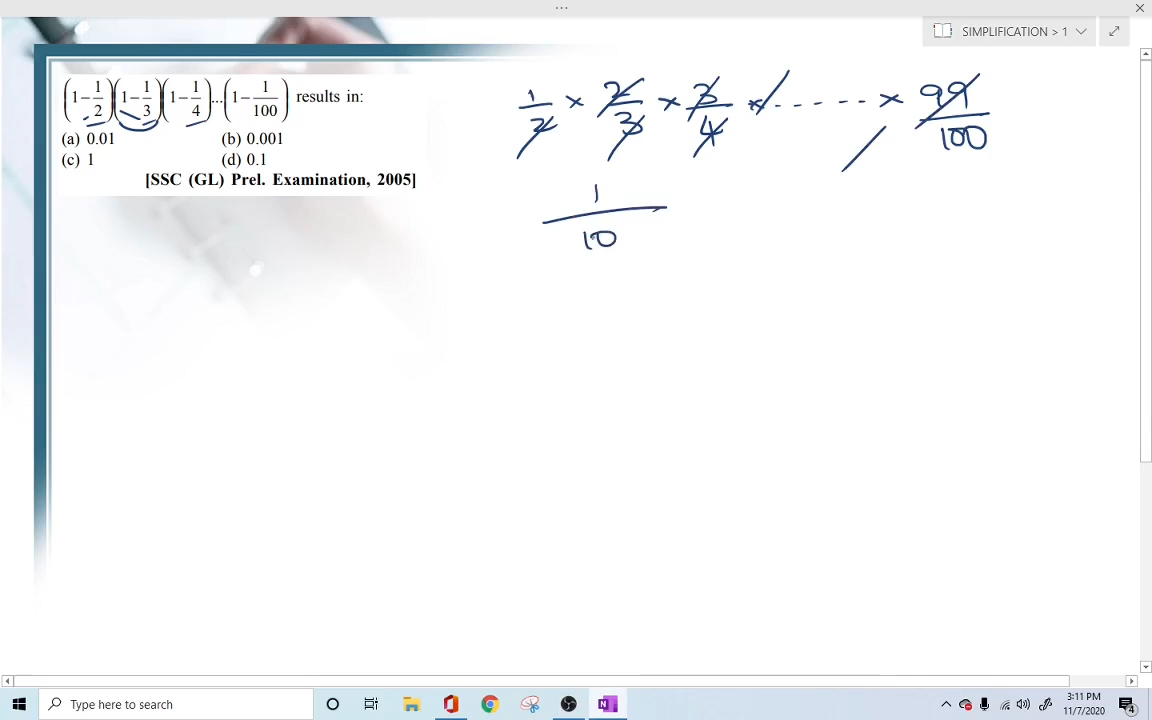 SIMPLIFICATION > 1
(1-1/2)(1-1/3)(1-1/4)...(1-1/100) results in:
(a) 0.01 (b) 0.001
(c) 1 (d) 0.1
[SSC (GL) Prel. Examination, 2005]
1/2 × 2/3 × 3/4 × ------ × 99/100
1/10
Type here to search
3:11 PM
11/7/2020
4